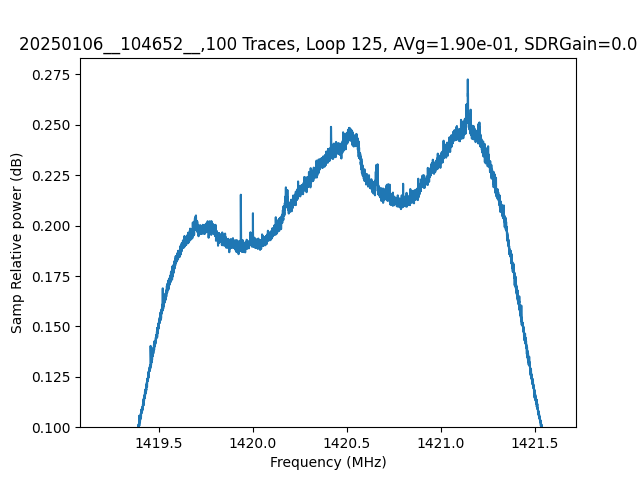 20250106__104652__,100 Traces, Loop 125, AVg=1.90e-01, SDRGain=0.0
0.275
0.250
0.225
0.200
0.175
0.150
0.125
0.100
Samp Relative power (dB)
1419.5 1420.0 1420.5 1421.0 1421.5
Frequency (MHz)